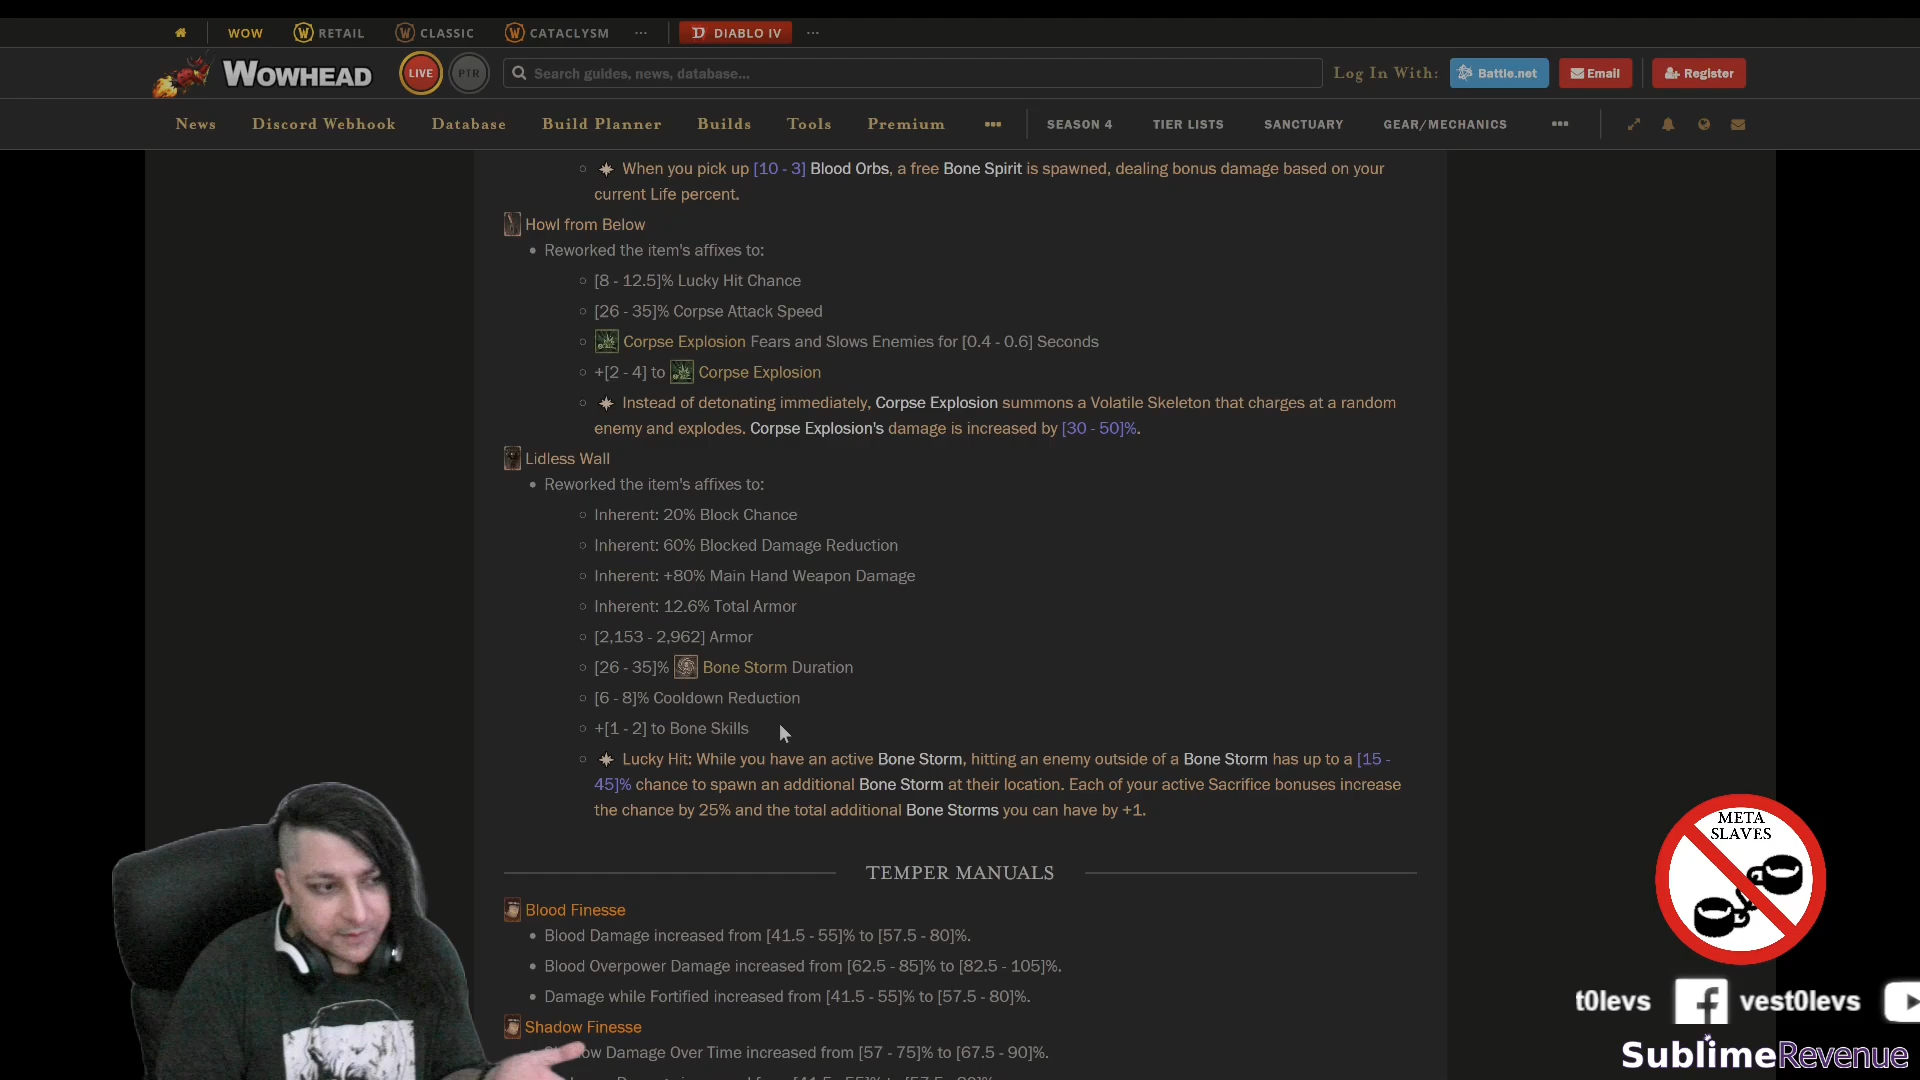 WOW RETAIL CLASSIC CATACLYSM ... DIABLO IV ...
WOWHEAD LIVE PTR Search guides, news, database... Log In With: Battle.net Email Register
News Discord Webhook Database Build Planner Builds Tools Premium ••• SEASON 4 TIER LISTS SANCTUARY GEAR/MECHANICS •••
When you pick up [10 - 3] Blood Orbs, a free Bone Spirit is spawned, dealing bonus damage based on your
current Life percent.
Howl from Below
Reworked the item's affixes to:
[8 - 12.5]% Lucky Hit Chance
[26 - 35]% Corpse Attack Speed
Corpse Explosion Fears and Slows Enemies for [0.4 - 0.6] Seconds
+[2 - 4] to Corpse Explosion
Instead of detonating immediately, Corpse Explosion summons a Volatile Skeleton that charges at a random
enemy and explodes. Corpse Explosion's damage is increased by [30 - 50]%.
Lidless Wall
Reworked the item's affixes to:
Inherent: 20% Block Chance
Inherent: 60% Blocked Damage Reduction
Inherent: +80% Main Hand Weapon Damage
Inherent: 12.6% Total Armor
[2,153 - 2,962] Armor
[26 - 35]% Bone Storm Duration
[6 - 8]% Cooldown Reduction
+[1 - 2] to Bone Skills
Lucky Hit: While you have an active Bone Storm, hitting an enemy outside of a Bone Storm has up to a [15 -
45]% chance to spawn an additional Bone Storm at their location. Each of your active Sacrifice bonuses increase
the chance by 25% and the total additional Bone Storms you can have by +1.
TEMPER MANUALS
Blood Finesse
Blood Damage increased from [41.5 - 55]% to [57.5 - 80]%.
Blood Overpower Damage increased from [62.5 - 85]% to [82.5 - 105]%.
Damage while Fortified increased from [41.5 - 55]% to [57.5 - 80]%.
Shadow Finesse
Damage Over Time increased from [57 - 75]% to [67.5 - 90]%.
META
SLAVES
t0levs vest0levs
SublimeRevenue